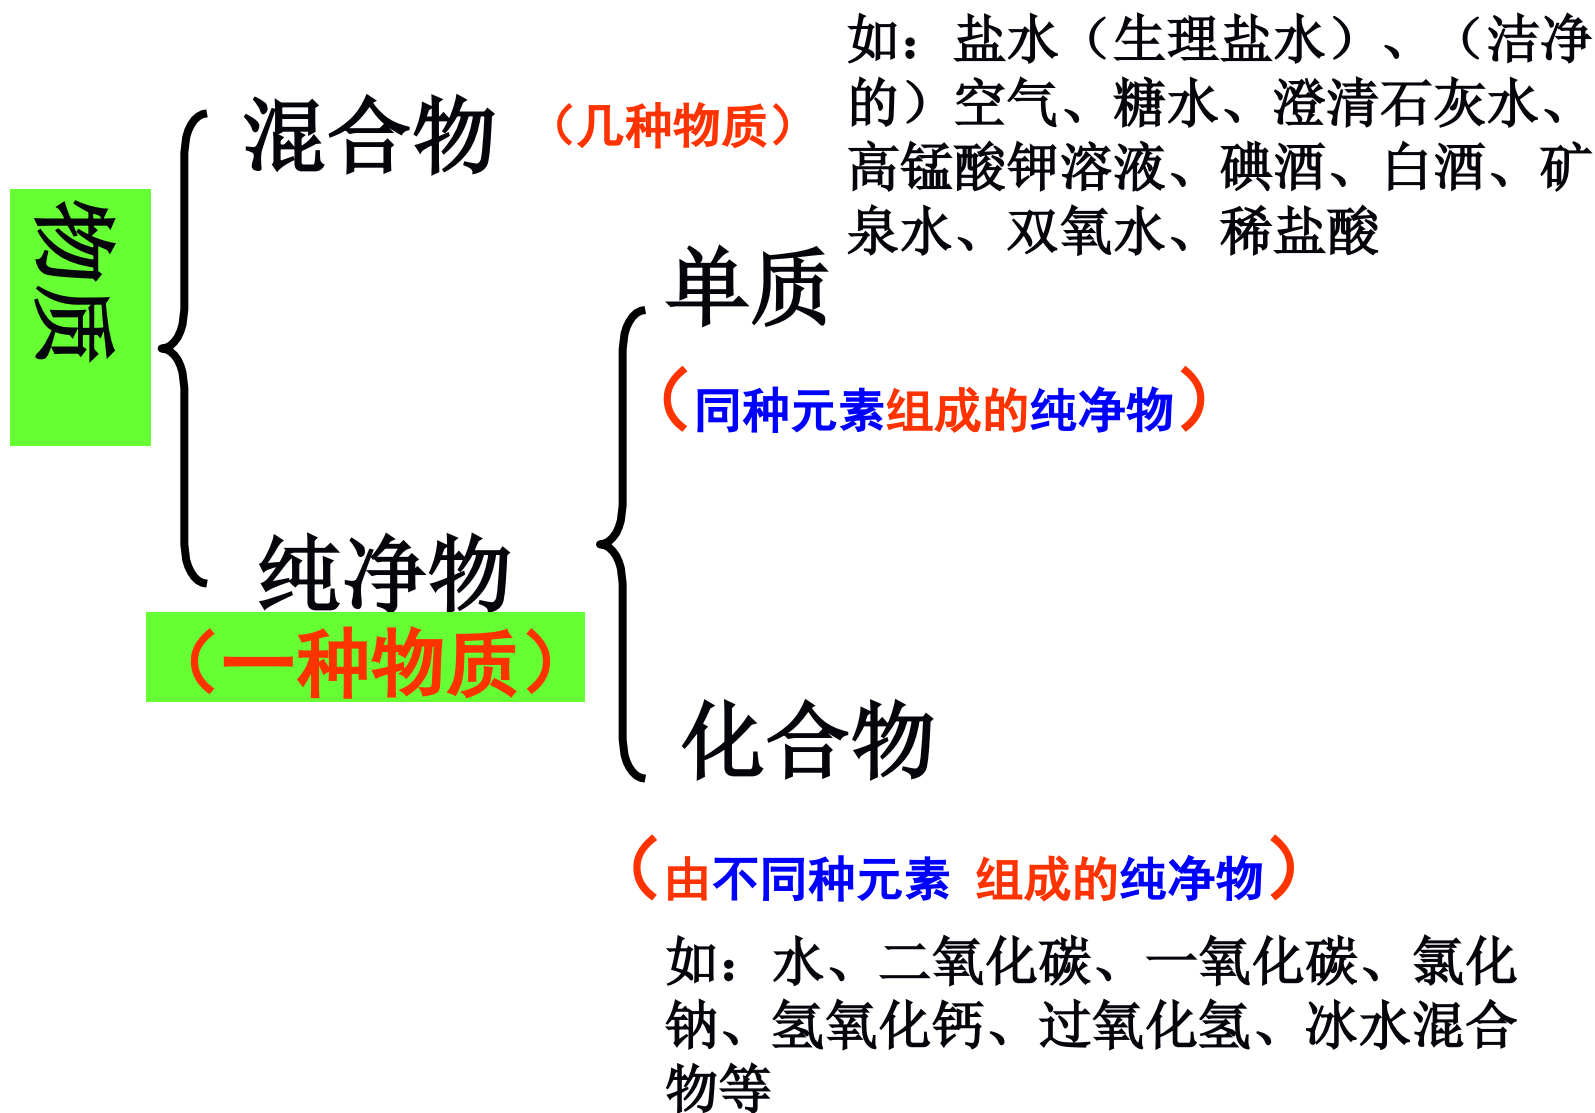 物质
混合物
（几种物质）
如：盐水（生理盐水）、（洁净
的）空气、糖水、澄清石灰水、
高锰酸钾溶液、碘酒、白酒、矿
泉水、双氧水、稀盐酸
单质
（同种元素组成的纯净物）
纯净物
（一种物质）
化合物
（由不同种元素 组成的纯净物）
如：水、二氧化碳、一氧化碳、氯化
钠、氢氧化钙、过氧化氢、冰水混合
物等